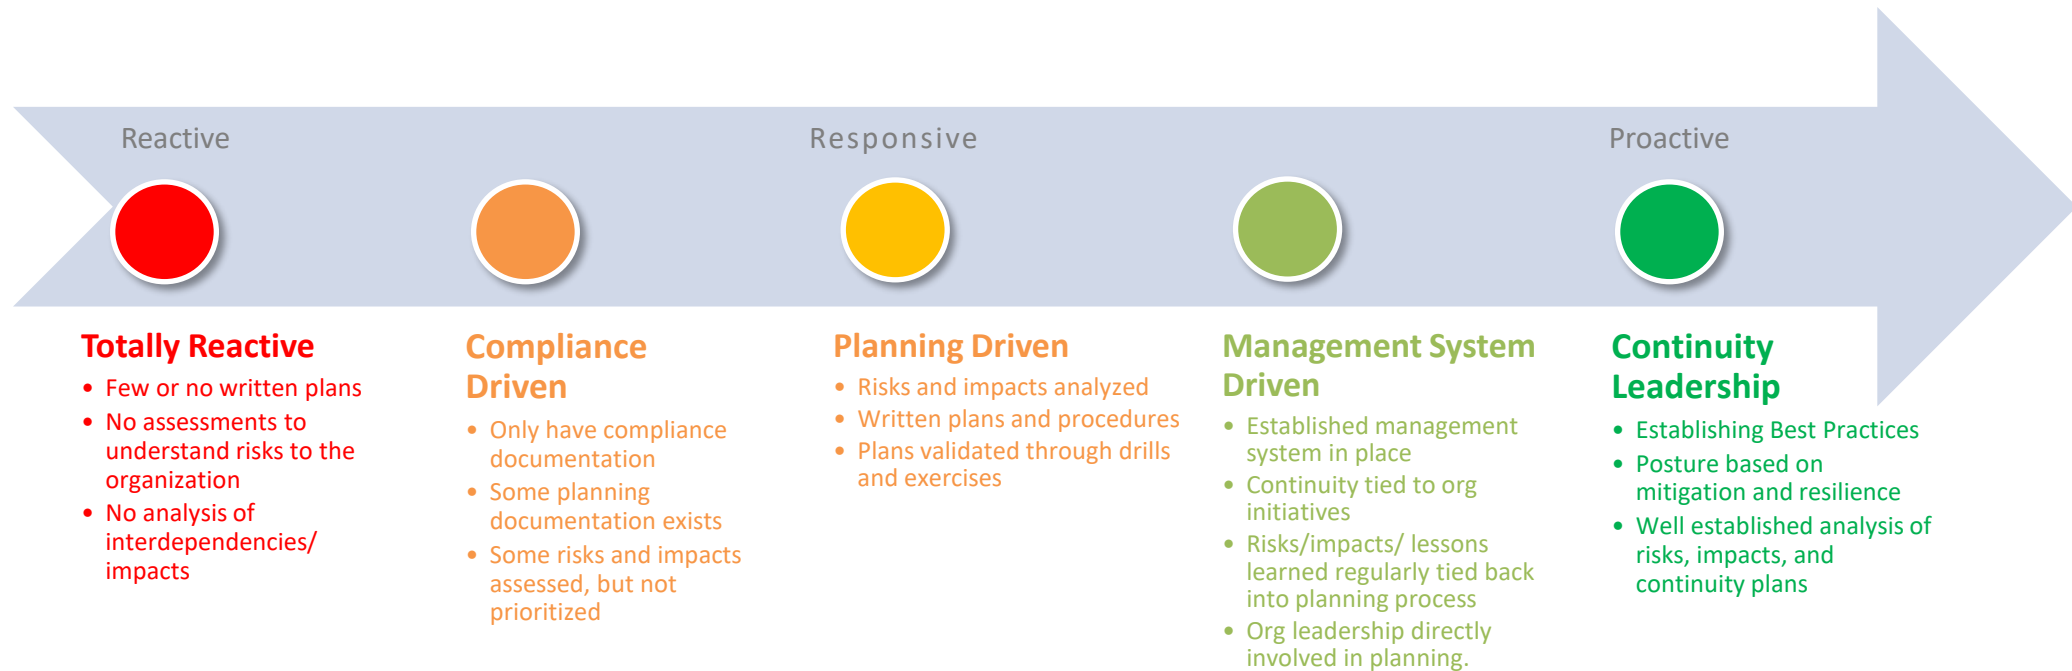 Reactive
Responsive
Proactive
Totally Reactive
• Few or no written plans
• No assessments to
understand risks to the
organization
• No analysis of
interdependencies/
impacts
Compliance
Driven
• Only have compliance
documentation
• Some planning
documentation exists
• Some risks and impacts
assessed, but not
prioritized
Planning Driven
• Risks and impacts analyzed
• Written plans and procedures
• Plans validated through drills
and exercises
Management System
Driven
• Established management
system in place
• Continuity tied to org
initiatives
• Risks/impacts/ lessons
learned regularly tied back
into planning process
• Org leadership directly
involved in planning.
Continuity
Leadership
• Establishing Best Practices
• Posture based on
mitigation and resilience
• Well established analysis of
risks, impacts, and
continuity plans